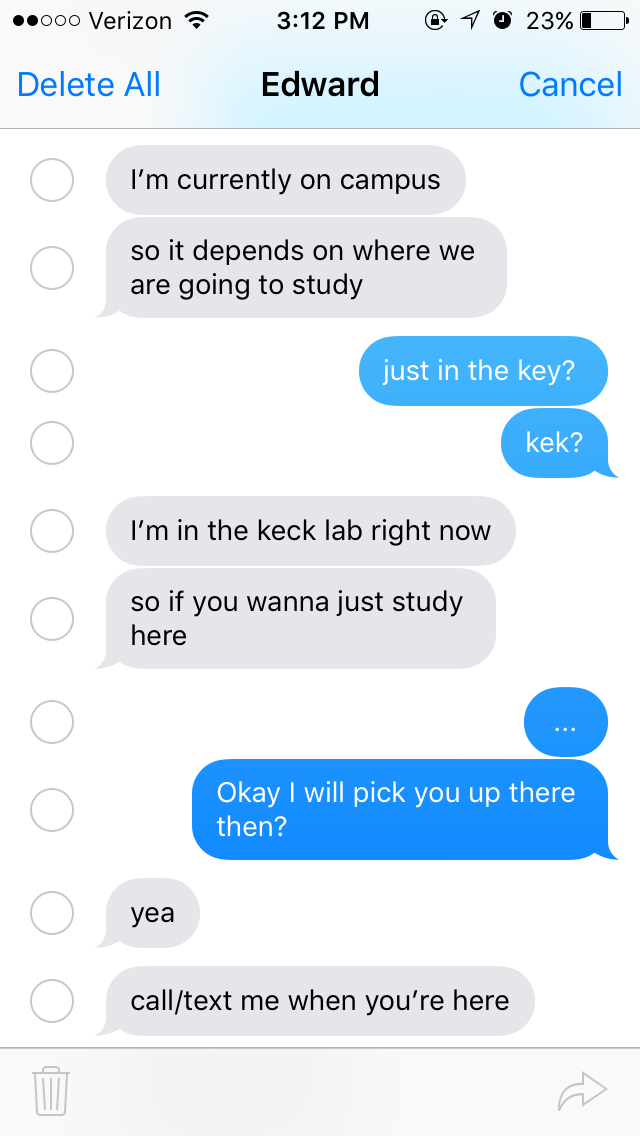 Verizon 3:12 PM 23%
Delete All Edward Cancel
I'm currently on campus
so it depends on where we
are going to study
just in the key?
kek?
I'm in the keck lab right now
so if you wanna just study
here
...
Okay I will pick you up there
then?
yea
call/text me when you're here